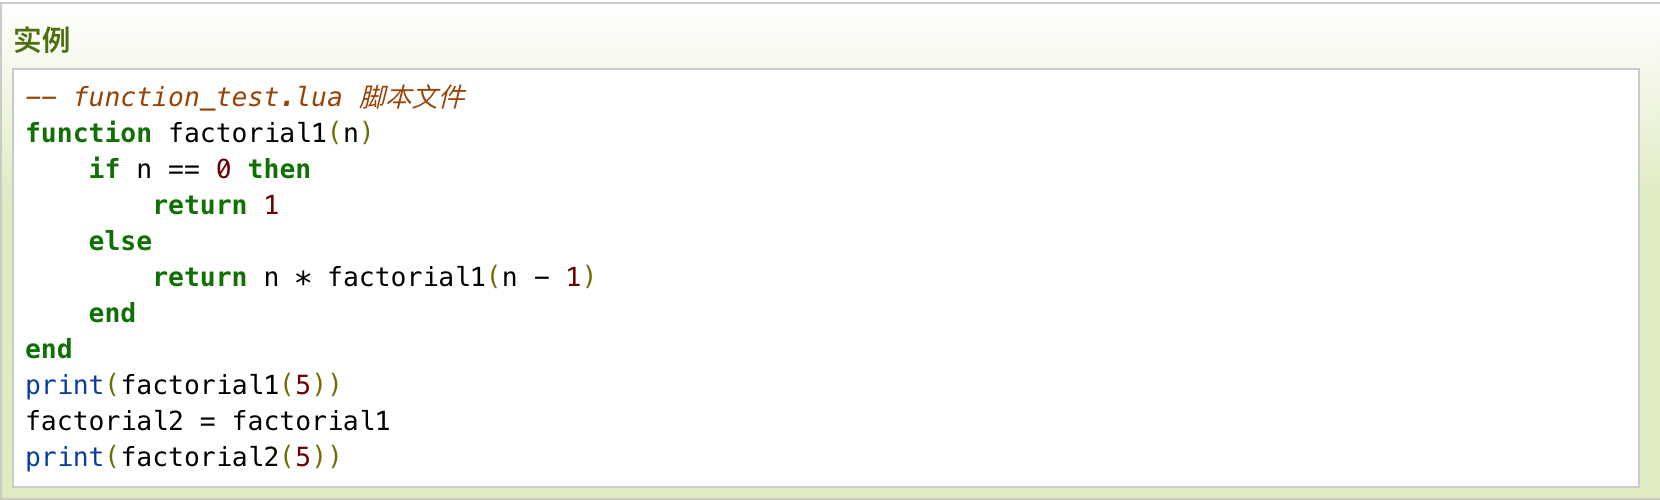 实例
-- function_test.lua 脚本文件
function factorial1(n)
    if n == 0 then
        return 1
    else
        return n * factorial1(n - 1)
    end
end
print(factorial1(5))
factorial2 = factorial1
print(factorial2(5))